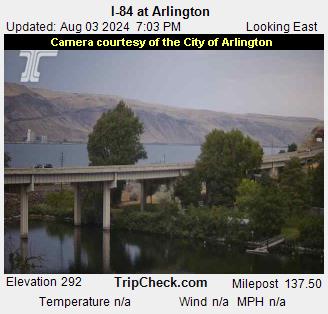 I-84 at Arlington
Updated: Aug 03 2024 7:03 PM Looking East
Camera courtesy of the City of Arlington
Elevation 292 TripCheck.com Milepost 137.50
Temperature n/a Wind n/a MPH n/a